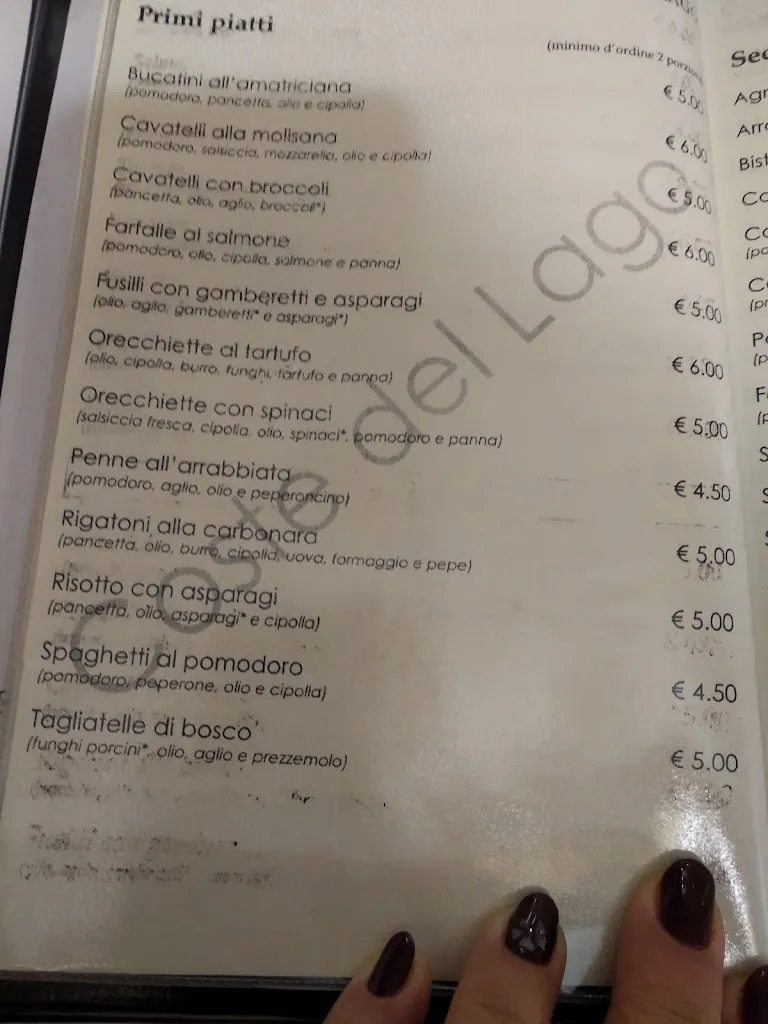 Primi piatti
(minimo d'ordine 2 porzioni
Bucatini all'amatriciana € 5.00
(pomodoro, pancetta, olio e cipolla)
Cavatelli alla molisana € 6.00
(pomodoro, salsiccia, mozzarella, olio e cipolla)
Cavatelli con broccoli € 5.00
(pancetta, olio, aglio, broccoli*)
Farfalle al salmone € 6.00
(pomodoro, olio, cipolla, salmone e panna)
Fusilli con gamberetti e asparagi € 5.00
(olio, aglio, gamberetti* e asparagi*)
Orecchiette al tartufo € 6.00
(olio, cipolla, burro, funghi, tartufo e panna)
Orecchiette con spinaci € 5.00
(salsiccia fresca, cipolla, olio, spinaci*, pomodoro e panna)
Penne all'arrabbiata € 4.50
(pomodoro, aglio, olio e peperoncino)
Rigatoni alla carbonara € 5.00
(pancetta, olio, burro, cipolla, uova, formaggio e pepe)
Risotto con asparagi € 5.00
(pancetta, olio, asparagi* e cipolla)
Spaghetti al pomodoro € 4.50
(pomodoro, peperone, olio e cipolla)
Tagliatelle di bosco € 5.00
(funghi porcini*, olio, aglio e prezzemolo)
Coste del Lago
Sec
Agr
Arr
Bist
Co